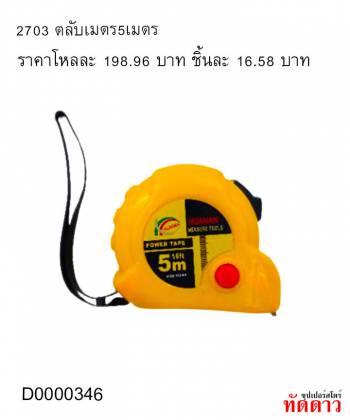 2703 ตลับเมตร5เมตร
ราคาโหลละ 198.96 บาท ชิ้นละ 16.58 บาท
MEASURE TOOLS
POWER TAPE
5m
16ft
D0000346
ซุปเปอร์สโตร์
ทัดดาว